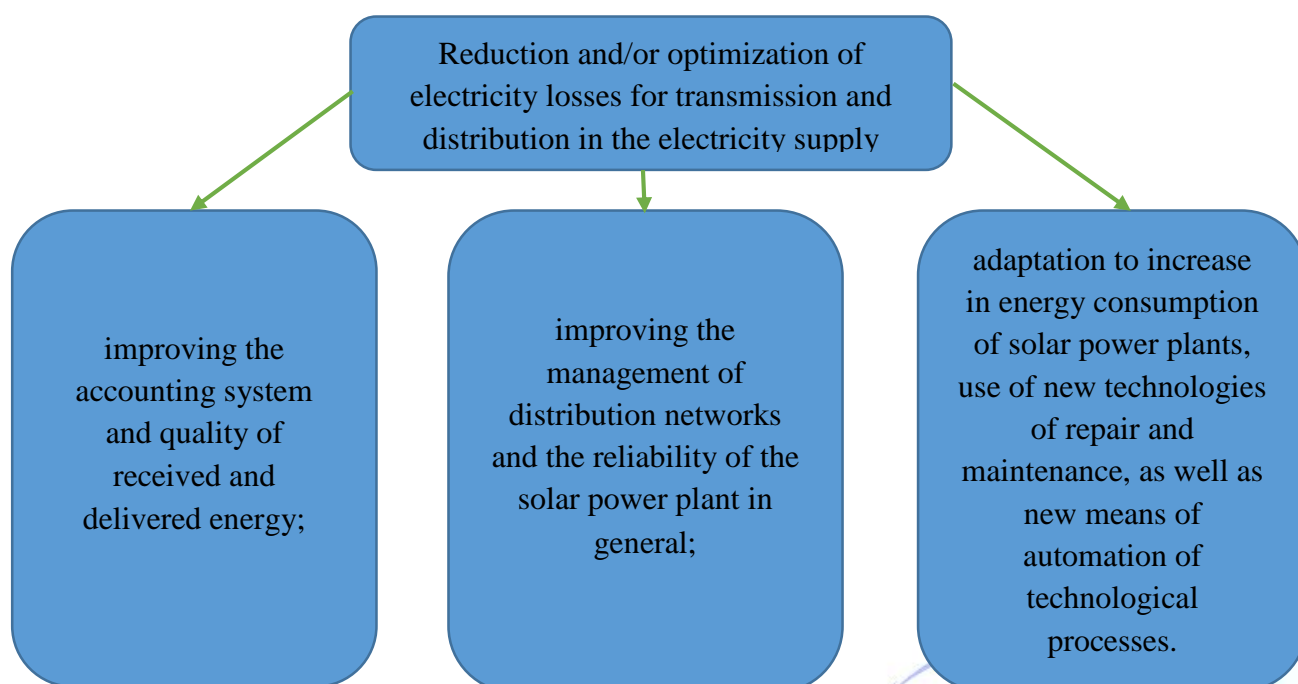 Reduction and/or optimization of
electricity losses for transmission and
distribution in the electricity supply
improving the
accounting system
and quality of
received and
delivered energy;
improving the
management of
distribution networks
and the reliability of the
solar power plant in
general;
adaptation to increase
in energy consumption
of solar power plants,
use of new technologies
of repair and
maintenance, as well as
new means of
automation of
technological
processes.